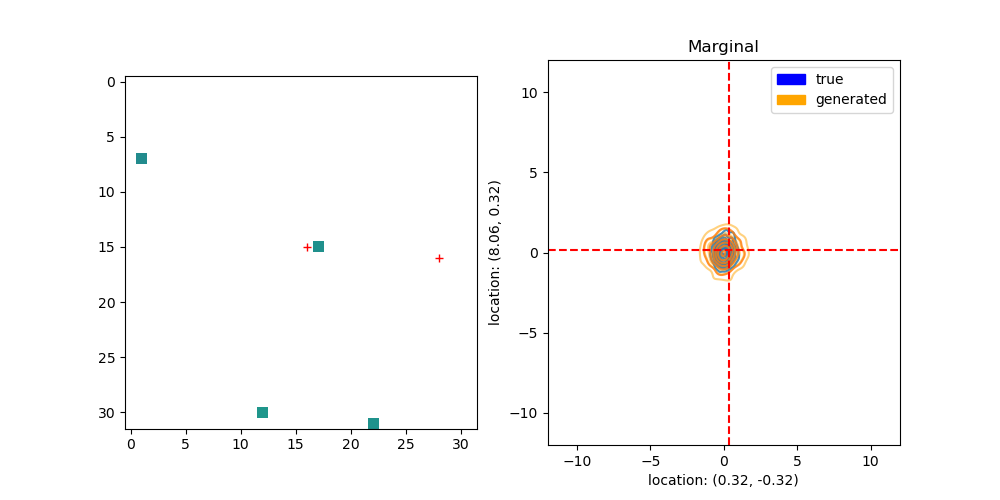 0
5
10
15
20
25
30
0 5 10 15 20 25 30
Marginal
true
generated
10
5
0
−5
−10
location: (8.06, 0.32)
−10 −5 0 5 10
location: (0.32, -0.32)